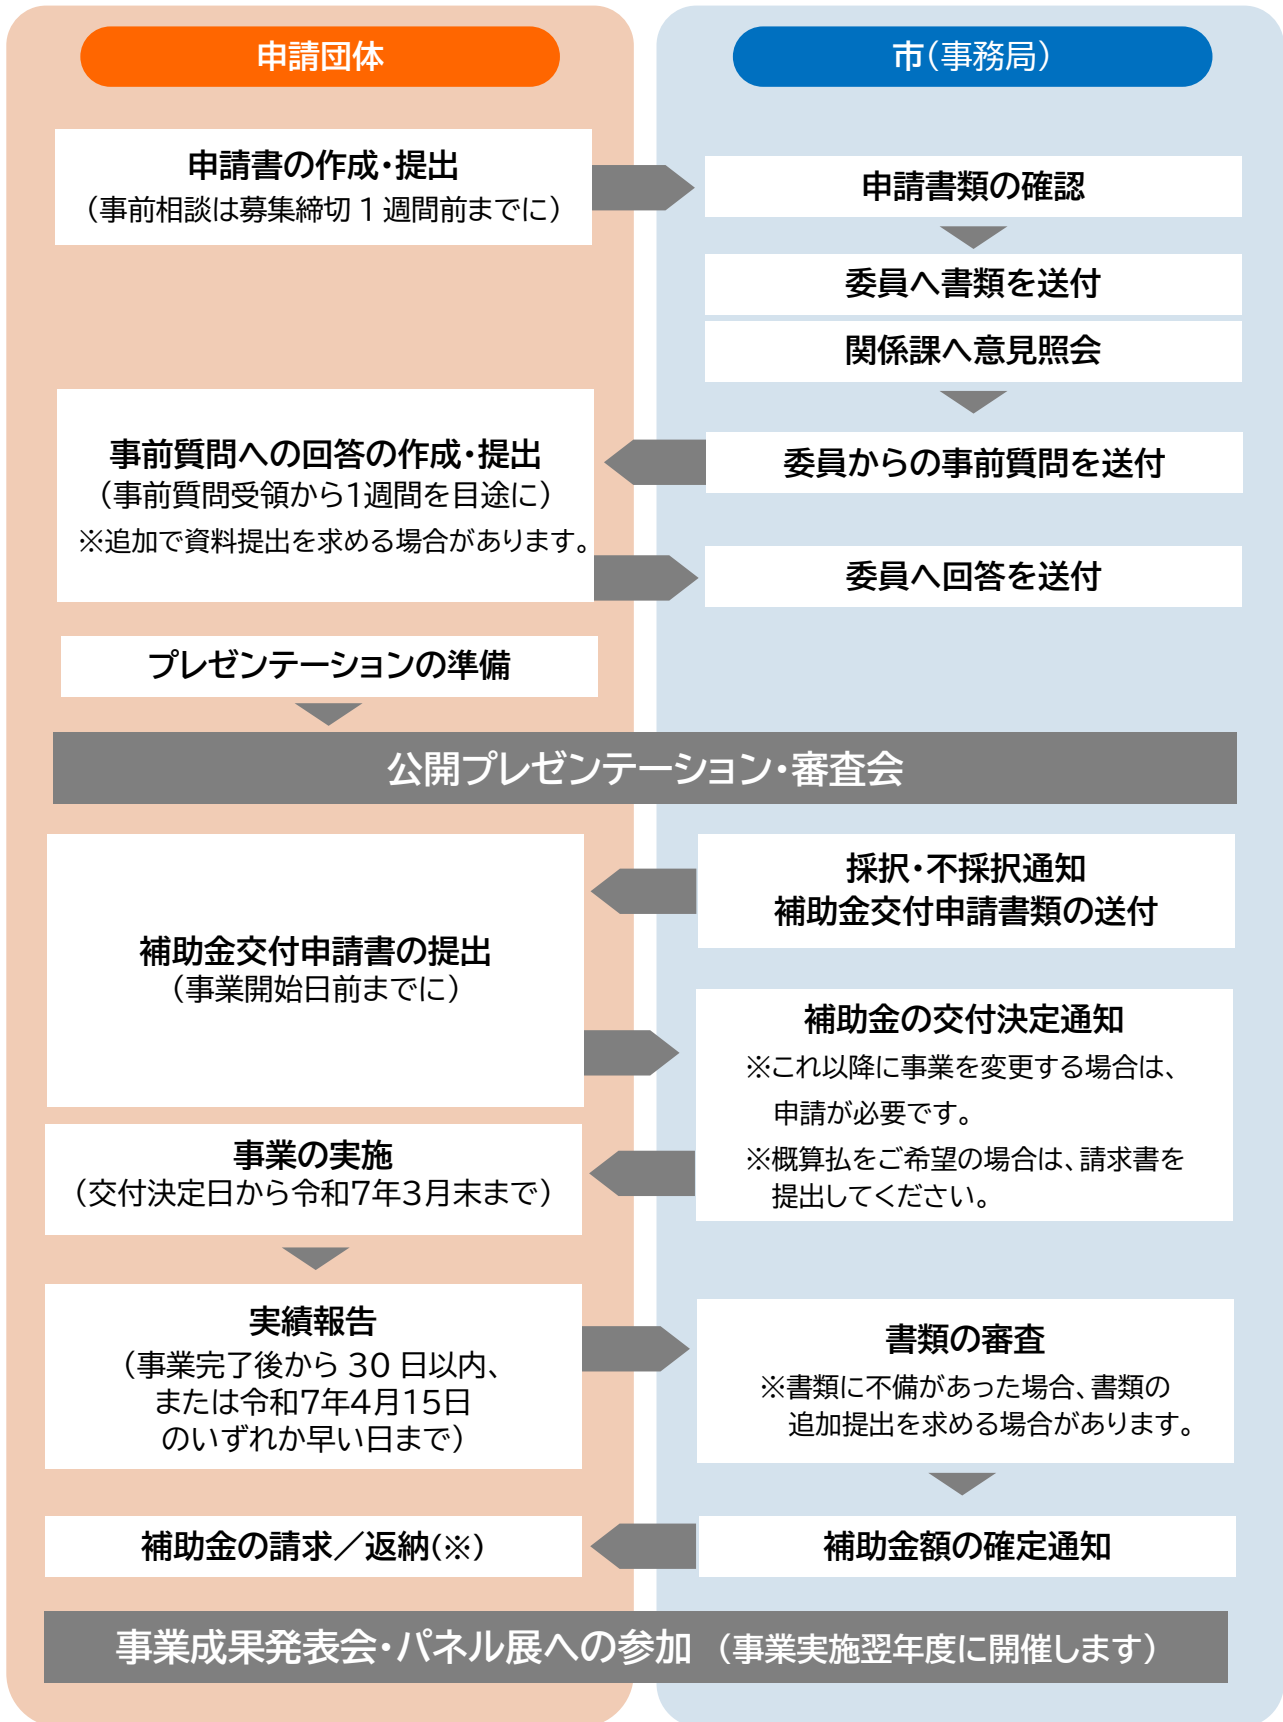 申請団体
市（事務局）
申請書の作成・提出
（事前相談は募集締切１週間前までに）
申請書類の確認
委員へ書類を送付
関係課へ意見照会
事前質問への回答の作成・提出
（事前質問受領から１週間を目途に）
※追加で資料提出を求める場合があります。
委員からの事前質問を送付
委員へ回答を送付
プレゼンテーションの準備
公開プレゼンテーション・審査会
採択・不採択通知
補助金交付申請書類の送付
補助金交付申請書の提出
（事業開始日前までに）
補助金の交付決定通知
※これ以降に事業を変更する場合は、
申請が必要です。
※概算払をご希望の場合は、請求書を
提出してください。
事業の実施
（交付決定日から令和７年３月末まで）
実績報告
（事業完了後から 30 日以内、
または令和７年４月１５日
のいずれか早い日まで）
書類の審査
※書類に不備があった場合、書類の
追加提出を求める場合があります。
補助金の請求／返納(※)
補助金額の確定通知
事業成果発表会・パネル展への参加 （事業実施翌年度に開催します）